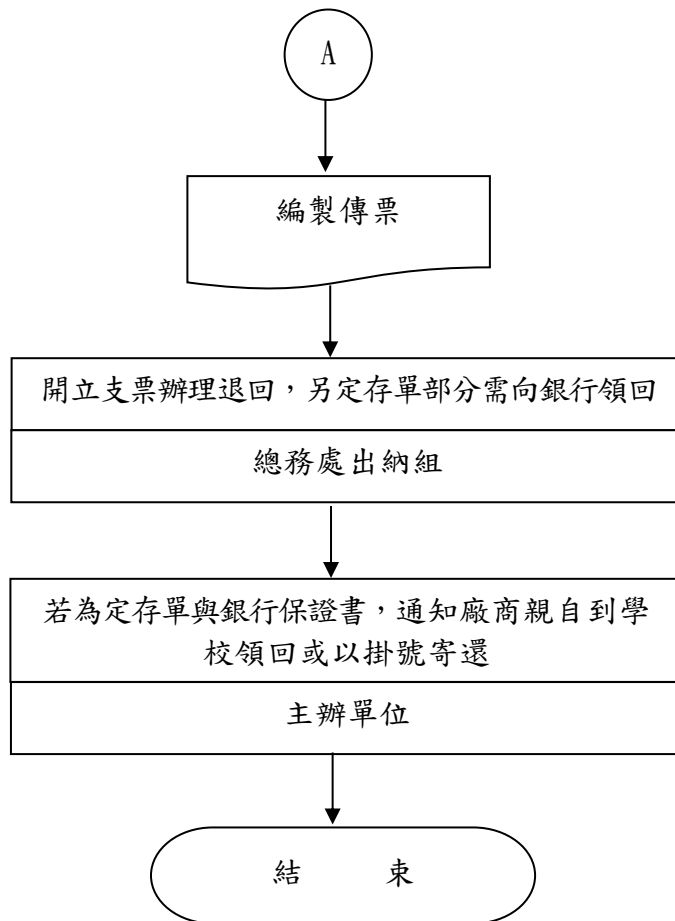 A
編製傳票
開立支票辦理退回，另定存單部分需向銀行領回
總務處出納組
若為定存單與銀行保證書，通知廠商親自到學
校領回或以掛號寄還
主辦單位
結 束